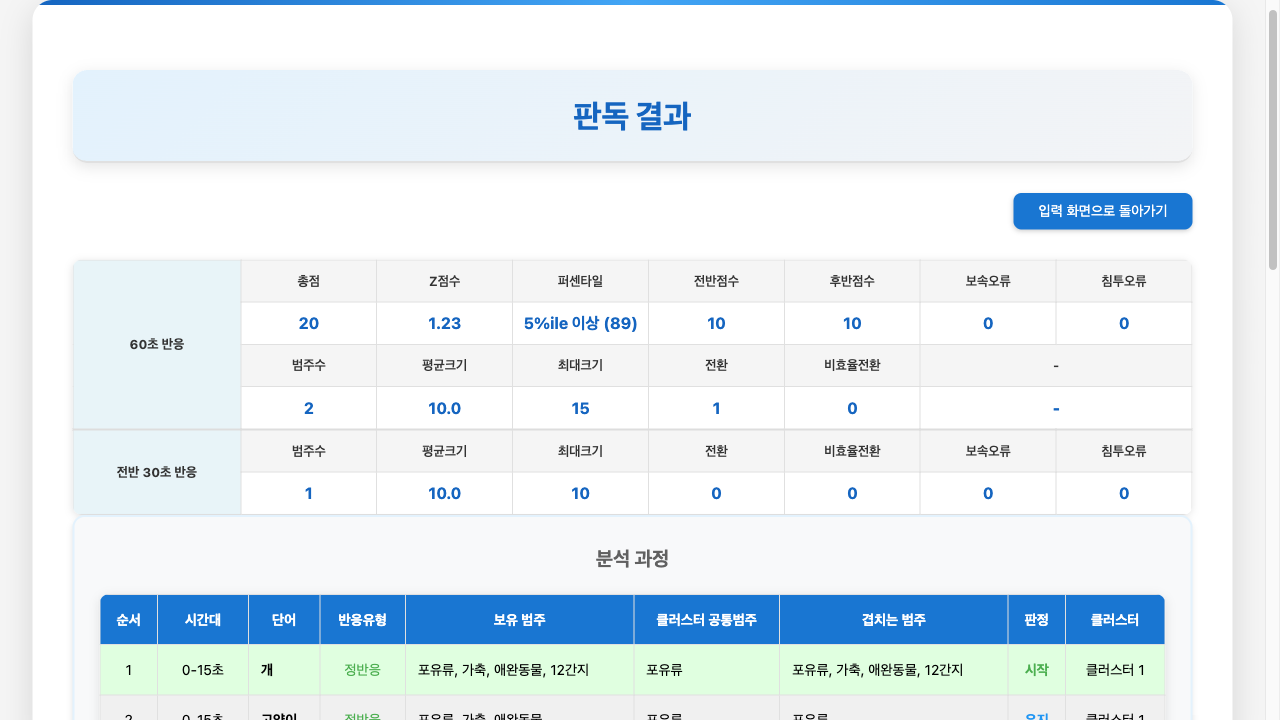 판독 결과
입력 화면으로 돌아가기
60초 반응
총점 Z점수 퍼센타일 전반점수 후반점수 보속오류 침투오류
20 1.23 5%ile 이상 (89) 10 10 0 0
범주수 평균크기 최대크기 전환 비효율전환 -
2 10.0 15 1 0 -
전반 30초 반응
범주수 평균크기 최대크기 전환 비효율전환 보속오류 침투오류
1 10.0 10 0 0 0 0
분석 과정
순서 시간대 단어 반응유형 보유 범주 클러스터 공통범주 겹치는 범주 판정 클러스터
1 0-15초 개 정반응 포유류, 가축, 애완동물, 12간지 포유류 포유류, 가축, 애완동물, 12간지 시작 클러스터 1
2 0-15초 고양이 정반응 포유류, 가축, 애완동물 포유류 포유류 유지 클러스터 1